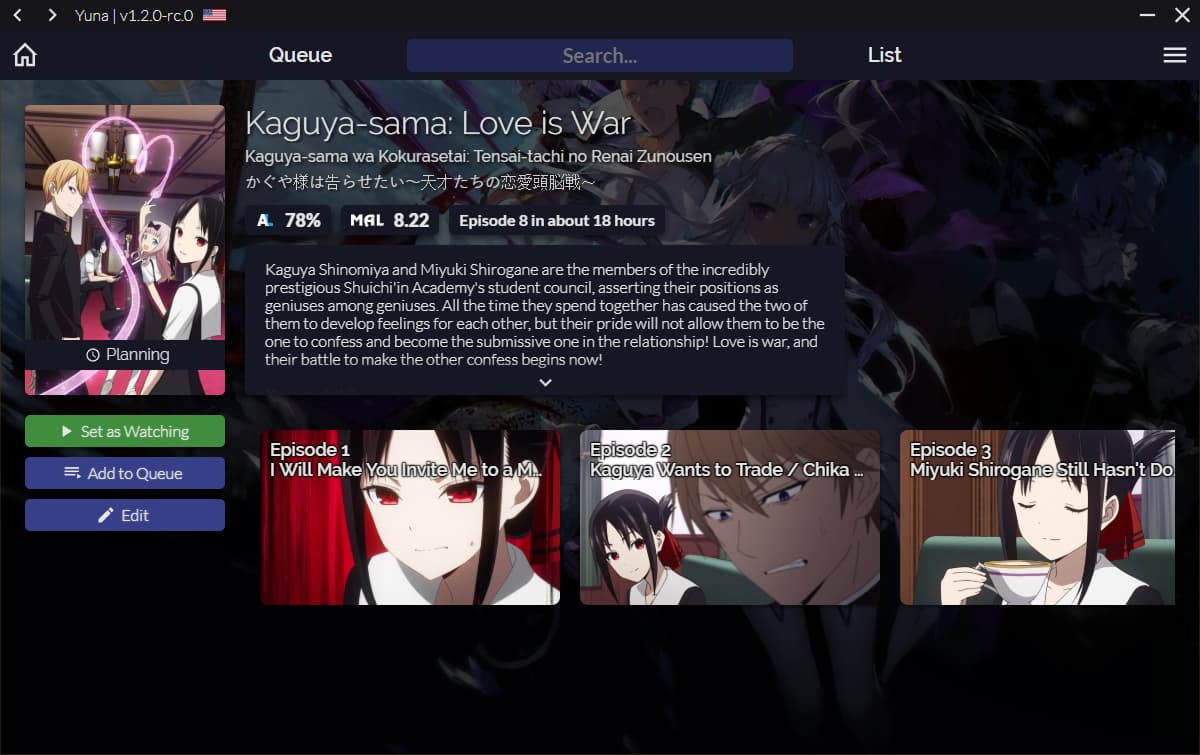 Yuna | v1.2.0-rc.0
Queue
Search...
List
Kaguya-sama: Love is War
Kaguya-sama wa Kokurasetai: Tensai-tachi no Renai Zunousen
かぐや様は告らせたい~天才たちの恋愛頭脳戦~
A. 78%
MAL 8.22
Episode 8 in about 18 hours
Kaguya Shinomiya and Miyuki Shirogane are the members of the incredibly
prestigious Shuichi'in Academy's student council, asserting their positions as
geniuses among geniuses. All the time they spend together has caused the two of
them to develop feelings for each other, but their pride will not allow them to be the
one to confess and become the submissive one in the relationship! Love is war, and
their battle to make the other confess begins now!
Planning
Set as Watching
Add to Queue
Edit
Episode 1
I Will Make You Invite Me to a M...
Episode 2
Kaguya Wants to Trade / Chika ...
Episode 3
Miyuki Shirogane Still Hasn't Do